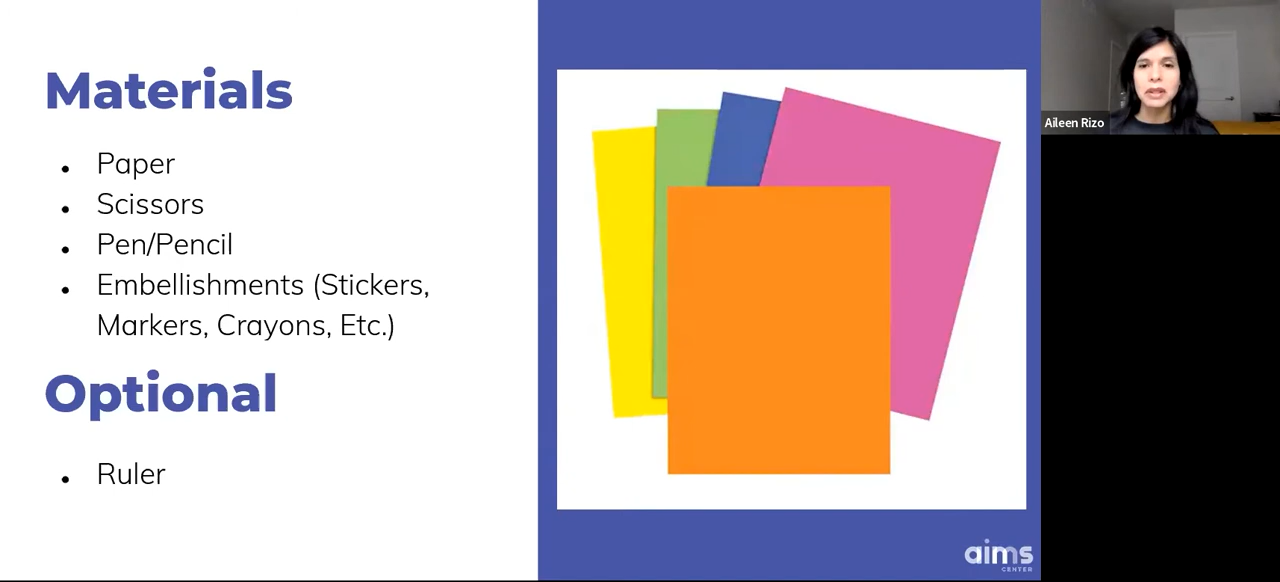 Materials
Paper
Scissors
Pen/Pencil
Embellishments (Stickers,
Markers, Crayons, Etc.)
Optional
Ruler
Aileen Rizo
aims
CENTER